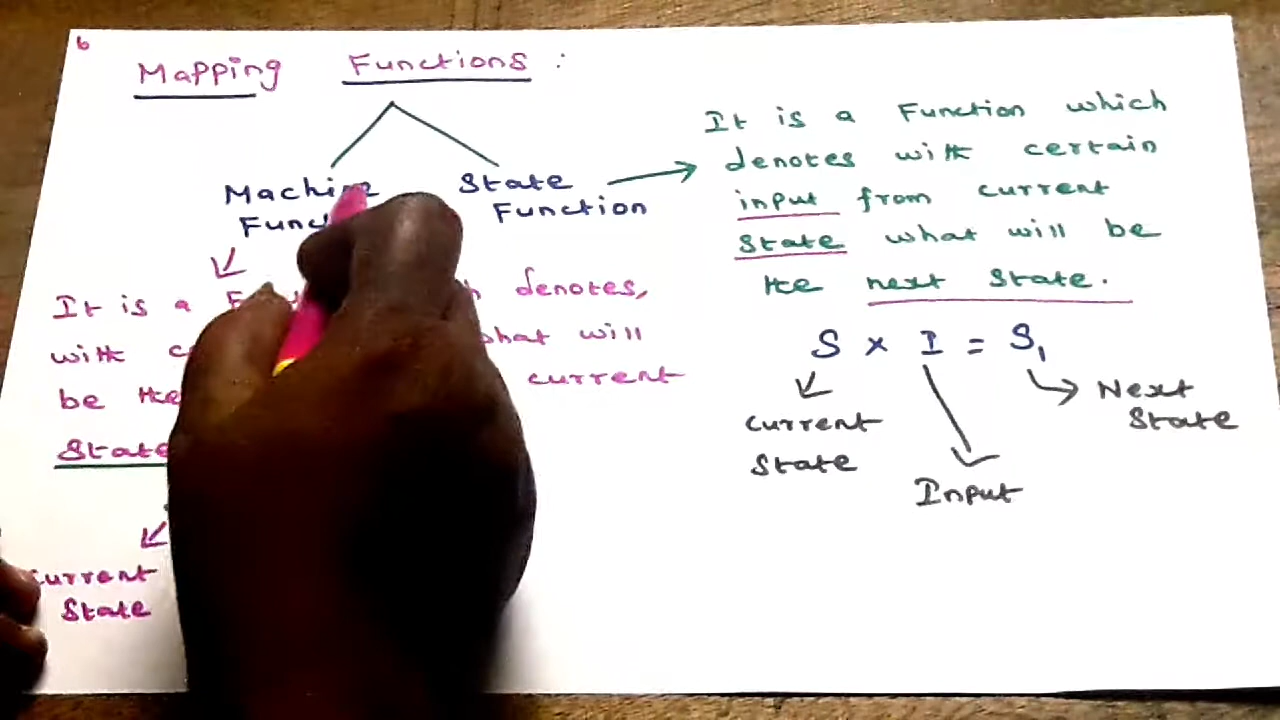 6
Mapping Functions :
Machine
Func
State
Function
It is a Function which
denotes with certain
input from current
State what will be
the next State.
S × I = S₁
Current
State
Input
Next
State
It is a denotes,
with what will
be the current
State
Current
State